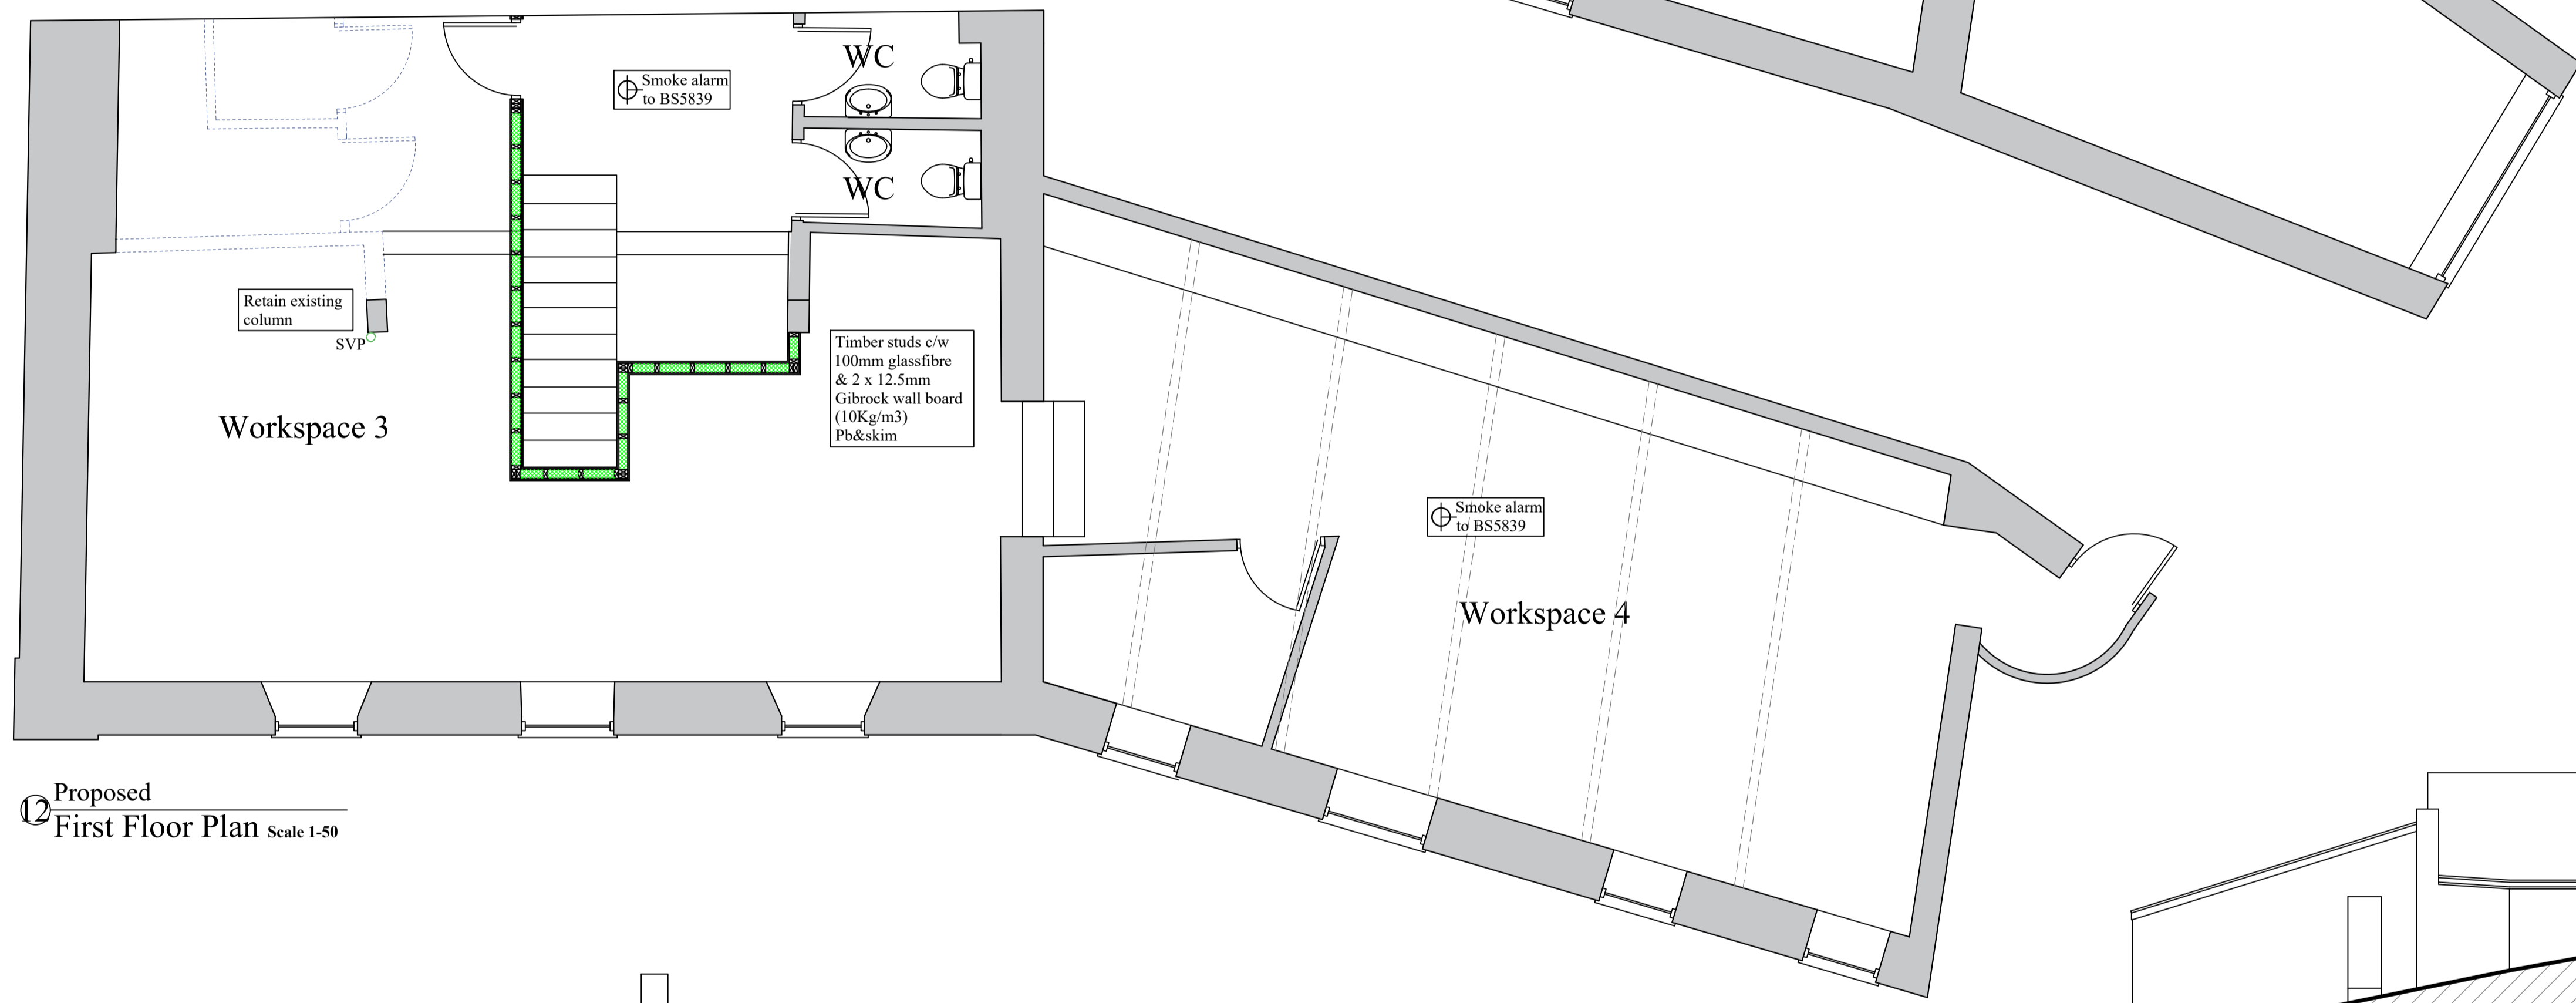 WC
Smoke alarm
to BS5839
WC
Retain existing
column
SVP
Timber studs c/w
100mm glassfibre
& 2 x 12.5mm
Gibrock wall board
(10Kg/m3)
Pb&skim
Workspace 3
Smoke alarm
to BS5839
Workspace 4
12
Proposed
First Floor Plan Scale 1-50